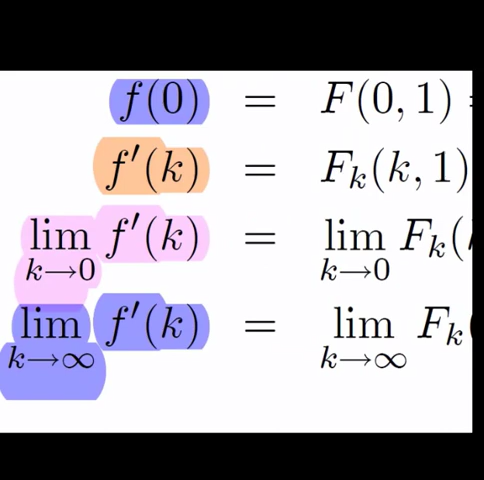 f(0) = F(0, 1)
f′(k) = F_k(k, 1)
lim_{k→0} f′(k) = lim_{k→0} F_k(
lim_{k→∞} f′(k) = lim_{k→∞} F_k